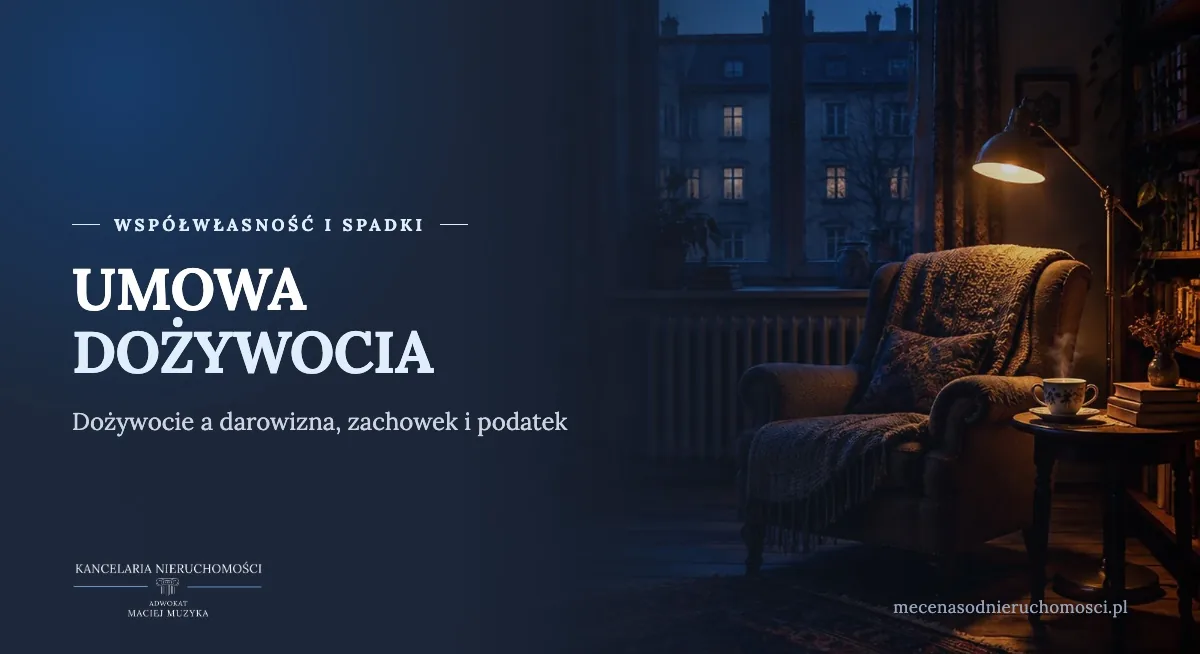 WSPÓŁWŁASNOŚĆ I SPADKI
UMOWA
DOŻYWOCIA
Dożywocie a darowizna, zachowek i podatek
KANCELARIA NIERUCHOMOŚCI
ADWOKAT
MACIEJ MUZYKA
mecenasodnieruchomosci.pl